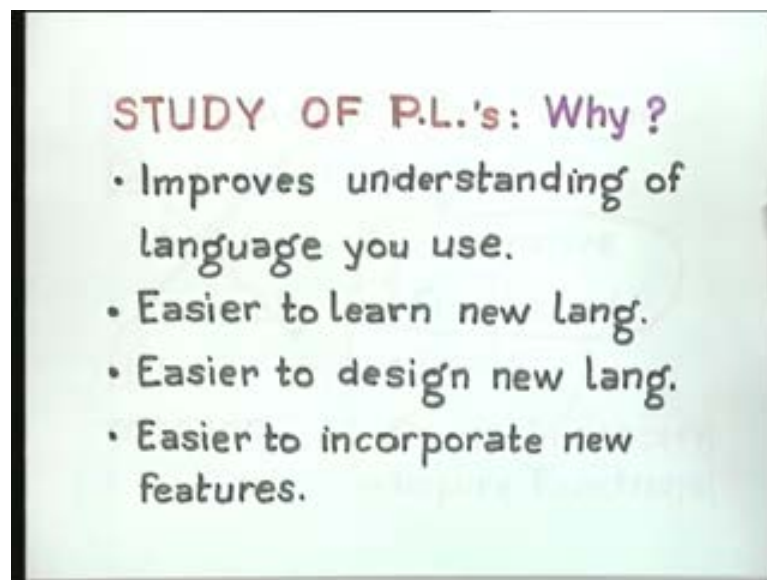 STUDY OF P.L.'s: Why?
• Improves understanding of
language you use.
• Easier to learn new lang.
• Easier to design new lang.
• Easier to incorporate new
features.